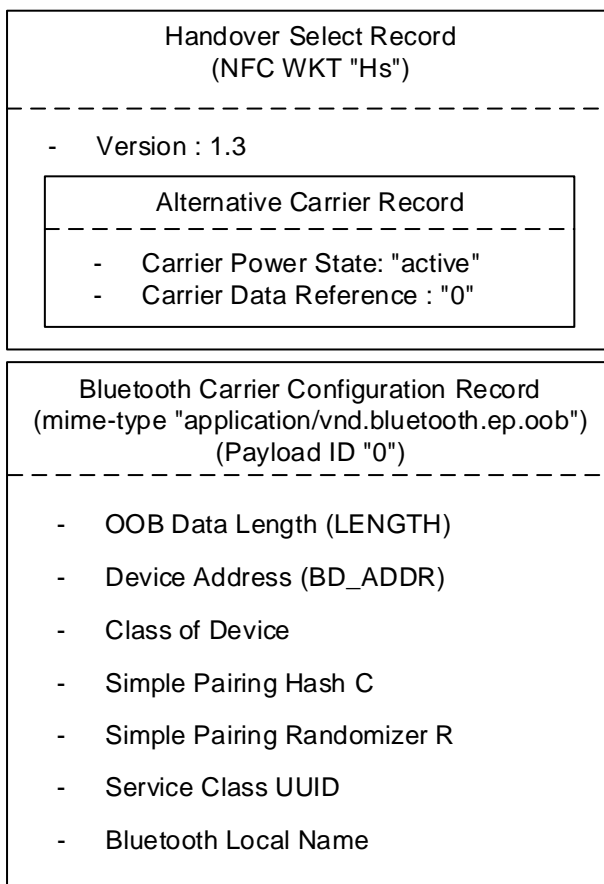 Handover Select Record
(NFC WKT "Hs")
- Version : 1.3
Alternative Carrier Record
- Carrier Power State: "active"
- Carrier Data Reference : "0"
Bluetooth Carrier Configuration Record
(mime-type "application/vnd.bluetooth.ep.oob")
(Payload ID "0")
- OOB Data Length (LENGTH)
- Device Address (BD_ADDR)
- Class of Device
- Simple Pairing Hash C
- Simple Pairing Randomizer R
- Service Class UUID
- Bluetooth Local Name